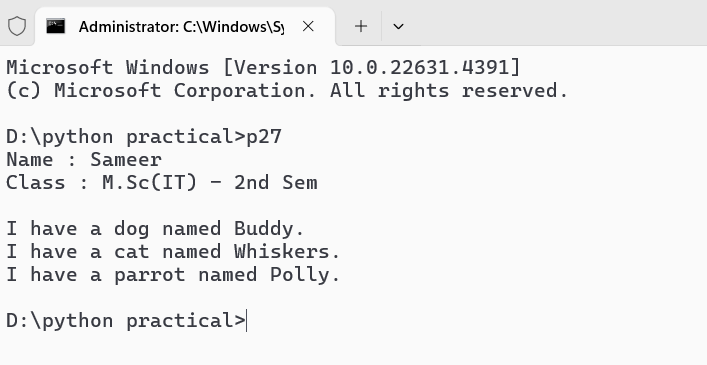 Administrator: C:\Windows\Sy
Microsoft Windows [Version 10.0.22631.4391]
(c) Microsoft Corporation. All rights reserved.
D:\python practical>p27
Name : Sameer
Class : M.Sc(IT) - 2nd Sem
I have a dog named Buddy.
I have a cat named Whiskers.
I have a parrot named Polly.
D:\python practical>